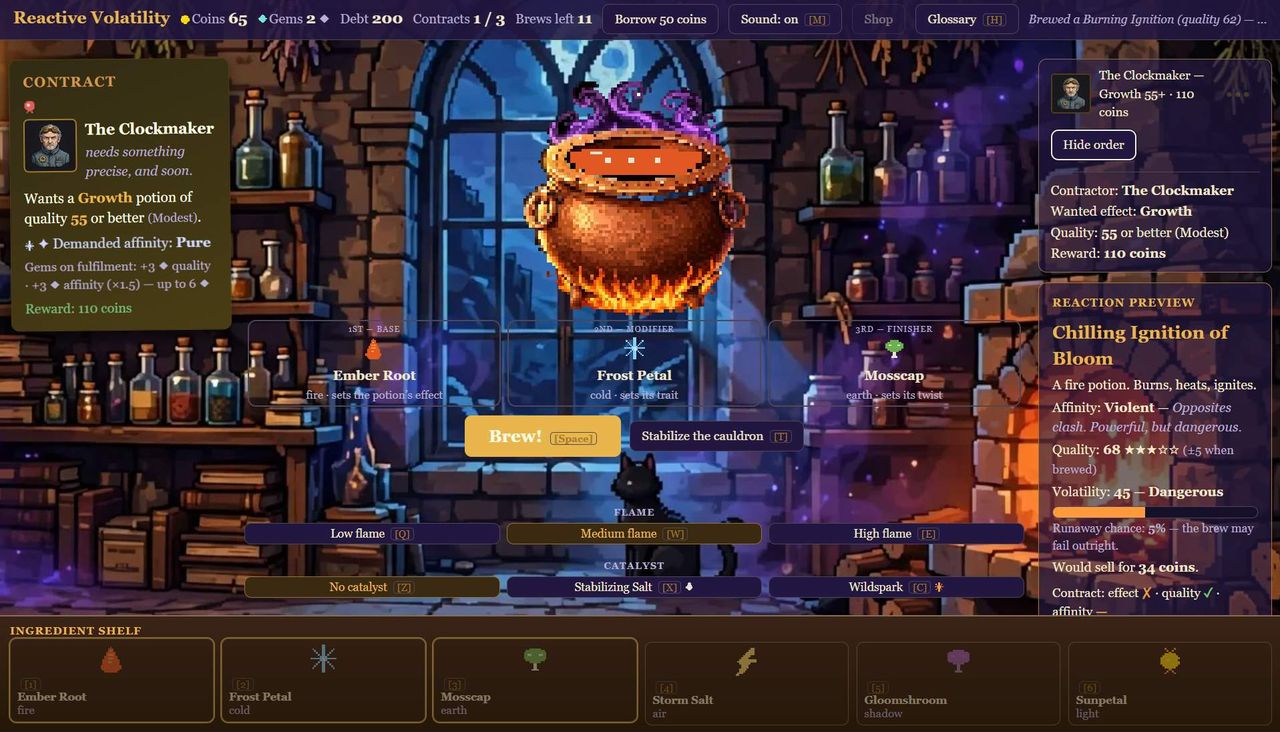 Reactive Volatility Coins 65 Gems 2 Debt 200 Contracts 1 / 3 Brews left 11 Borrow 50 coins Sound: on [M] Shop Glossary [H] Brewed a Burning Ignition (quality 62) — ...
CONTRACT
The Clockmaker
needs something
precise, and soon.
Wants a Growth potion of
quality 55 or better (Modest).
✦ Demanded affinity: Pure
Gems on fulfilment: +3 ◆ quality
· +3 ◆ affinity (×1.5) — up to 6 ◆
Reward: 110 coins
1ST — BASE
Ember Root
fire · sets the potion's effect
2ND — MODIFIER
Frost Petal
cold · sets its trait
3RD — FINISHER
Mosscap
earth · sets its twist
Brew! [Space]
Stabilize the cauldron [T]
FLAME
Low flame [Q]
Medium flame [W]
High flame [E]
CATALYST
No catalyst [Z]
Stabilizing Salt [X]
Wildspark [C]
The Clockmaker —
Growth 55+ · 110
coins
Hide order
Contractor: The Clockmaker
Wanted effect: Growth
Quality: 55 or better (Modest)
Reward: 110 coins
REACTION PREVIEW
Chilling Ignition of
Bloom
A fire potion. Burns, heats, ignites.
Affinity: Violent — Opposites
clash. Powerful, but dangerous.
Quality: 68 ★★★☆☆ (±5 when
brewed)
Volatility: 45 — Dangerous
Runaway chance: 5% — the brew may
fail outright.
Would sell for 34 coins.
Contract: effect ✗ · quality ✓ ·
affinity —
INGREDIENT SHELF
[1]
Ember Root
fire
[2]
Frost Petal
cold
[3]
Mosscap
earth
[4]
Storm Salt
air
[5]
Gloomshroom
shadow
[6]
Sunpetal
light